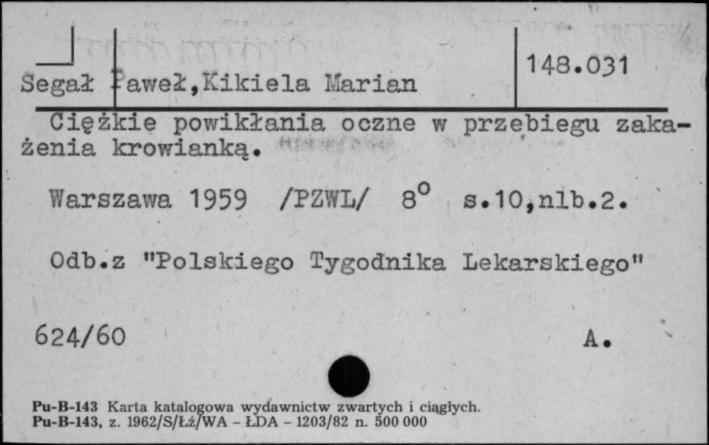 Segał Paweł,Kikiela Marian
148.031
Ciężkie powikłania oczne w przebiegu zaka-
żenia krowianką.
Warszawa 1959 /PZWL/ 8° s.10,nlb.2.
Odb.z "Polskiego Tygodnika Lekarskiego"
624/60 A.
Pu-B-143 Karta katalogowa wydawnictw zwartych i ciągłych.
Pu-B-143, z. 1962/S/Łż/WA - ŁDA - 1203/82 n. 500 000